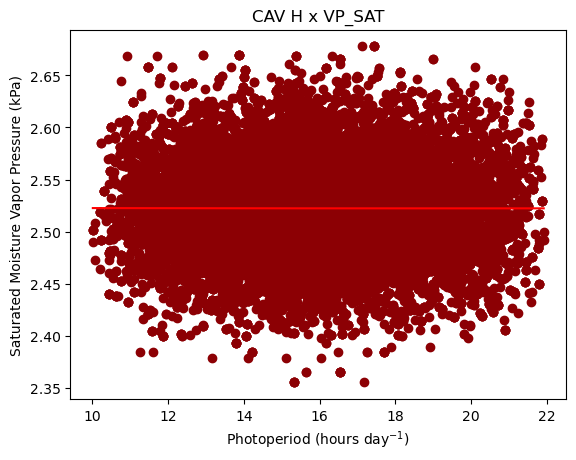 CAV H x VP_SAT
Saturated Moisture Vapor Pressure (kPa)
2.65
2.60
2.55
2.50
2.45
2.40
2.35
10 12 14 16 18 20 22
Photoperiod (hours day⁻¹)